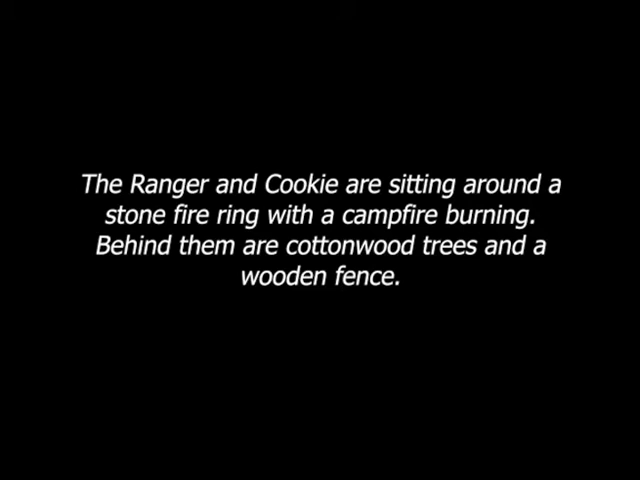 The Ranger and Cookie are sitting around a
stone fire ring with a campfire burning.
Behind them are cottonwood trees and a
wooden fence.